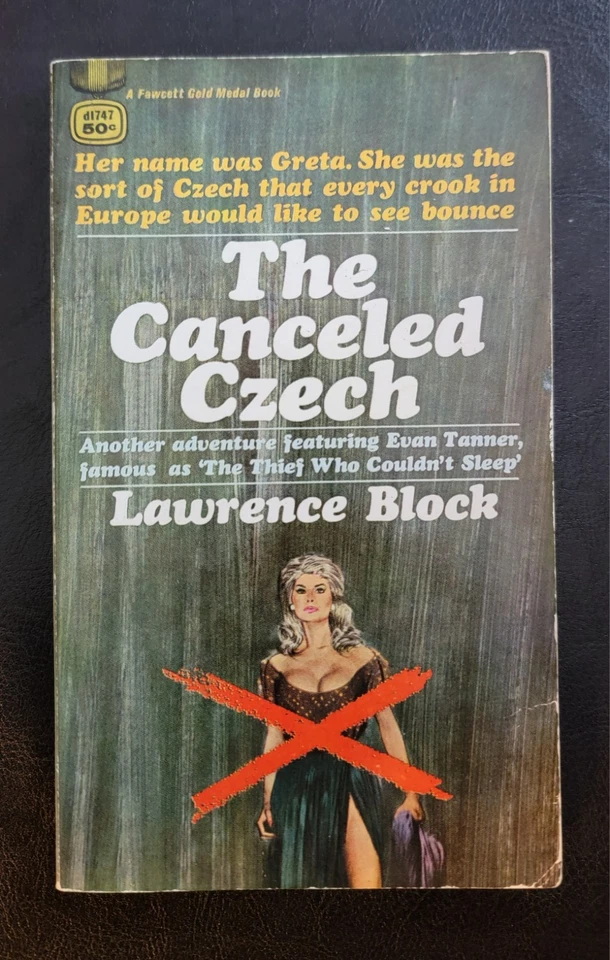 A Fawcett Gold Medal Book
d1747
50¢
Her name was Greta. She was the
sort of Czech that every crook in
Europe would like to see bounce
The
Canceled
Czech
Another adventure featuring Evan Tanner,
famous as 'The Thief Who Couldn't Sleep'
Lawrence Block